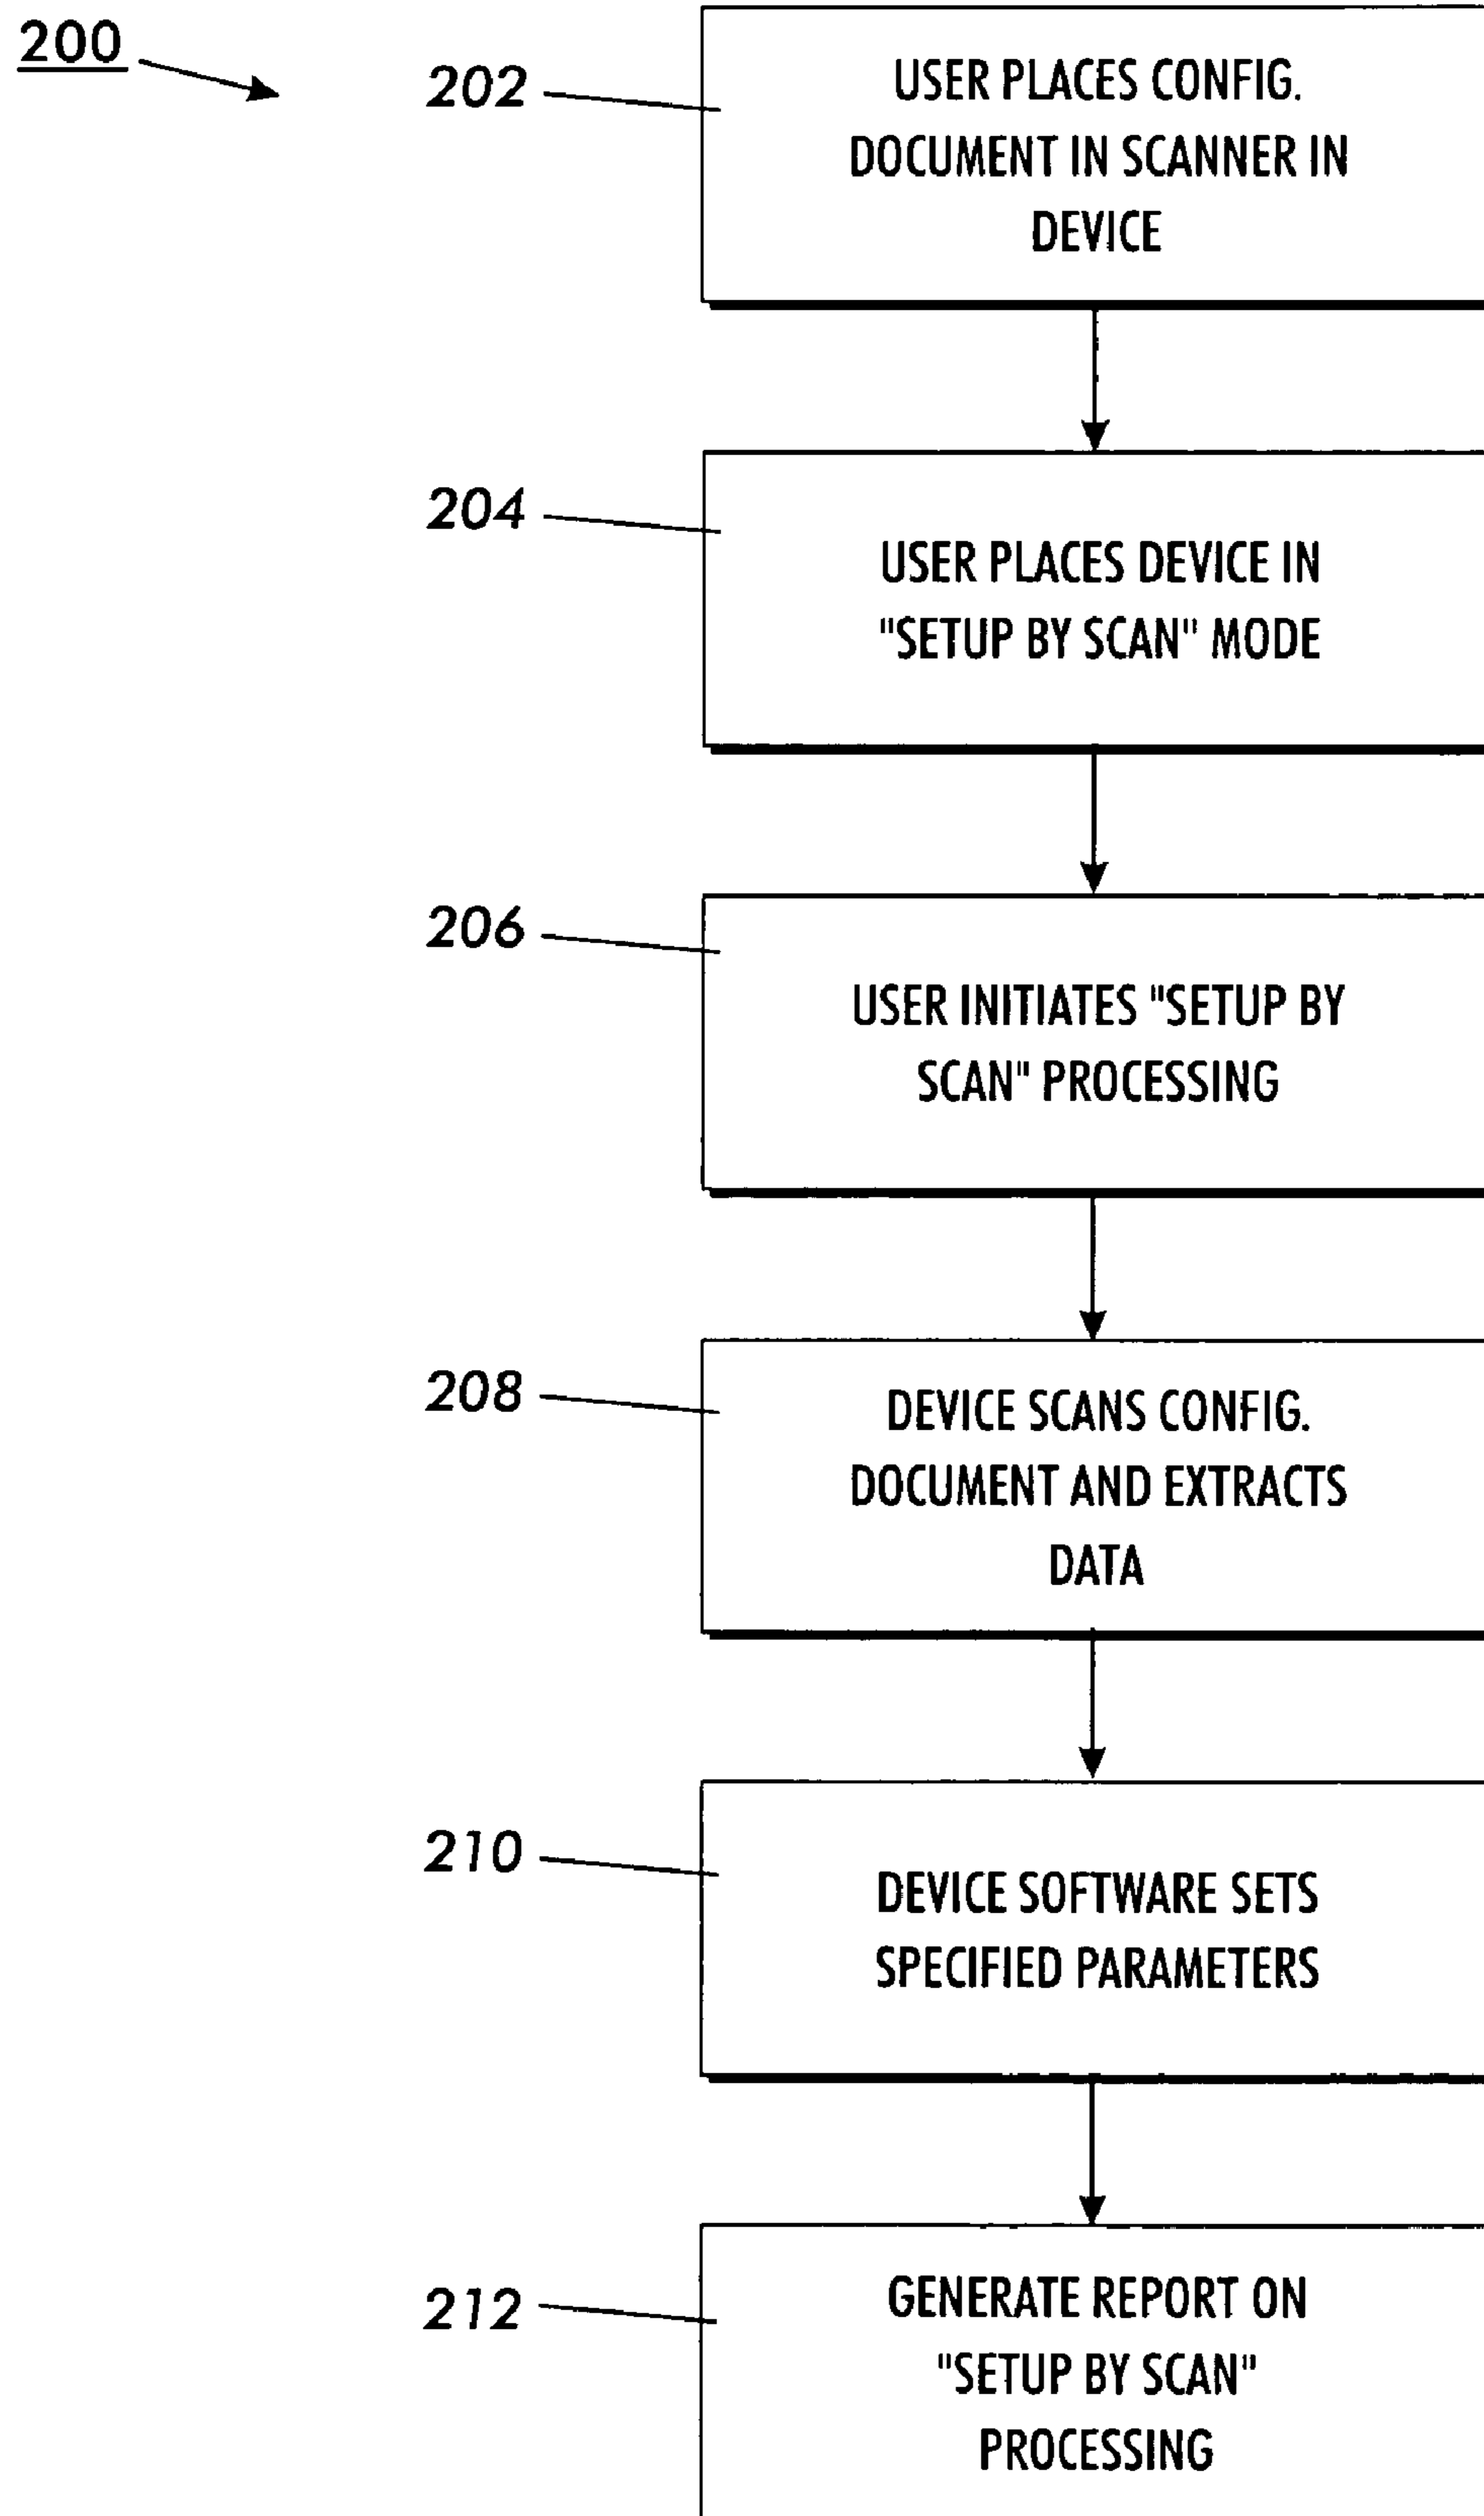 200
202
USER PLACES CONFIG.
DOCUMENT IN SCANNER IN
DEVICE
204
USER PLACES DEVICE IN
"SETUP BY SCAN" MODE
206
USER INITIATES "SETUP BY
SCAN" PROCESSING
208
DEVICE SCANS CONFIG.
DOCUMENT AND EXTRACTS
DATA
210
DEVICE SOFTWARE SETS
SPECIFIED PARAMETERS
212
GENERATE REPORT ON
"SETUP BY SCAN"
PROCESSING